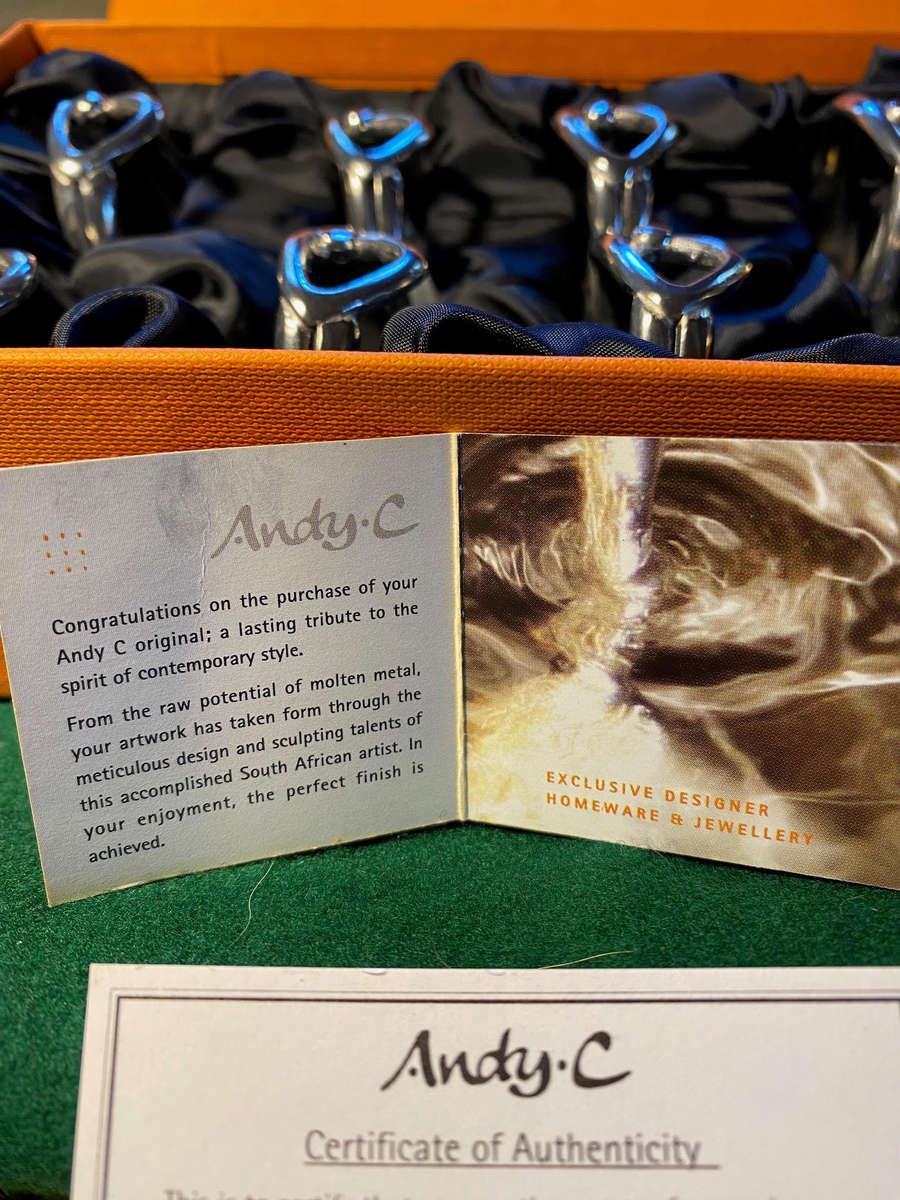 Andy·C
Congratulations on the purchase of your
Andy C original; a lasting tribute to the
spirit of contemporary style.
From the raw potential of molten metal,
your artwork has taken form through the
meticulous design and sculpting talents of
this accomplished South African artist. In
your enjoyment, the perfect finish is
achieved.
EXCLUSIVE DESIGNER
HOMEWARE & JEWELLERY
Andy·C
Certificate of Authenticity